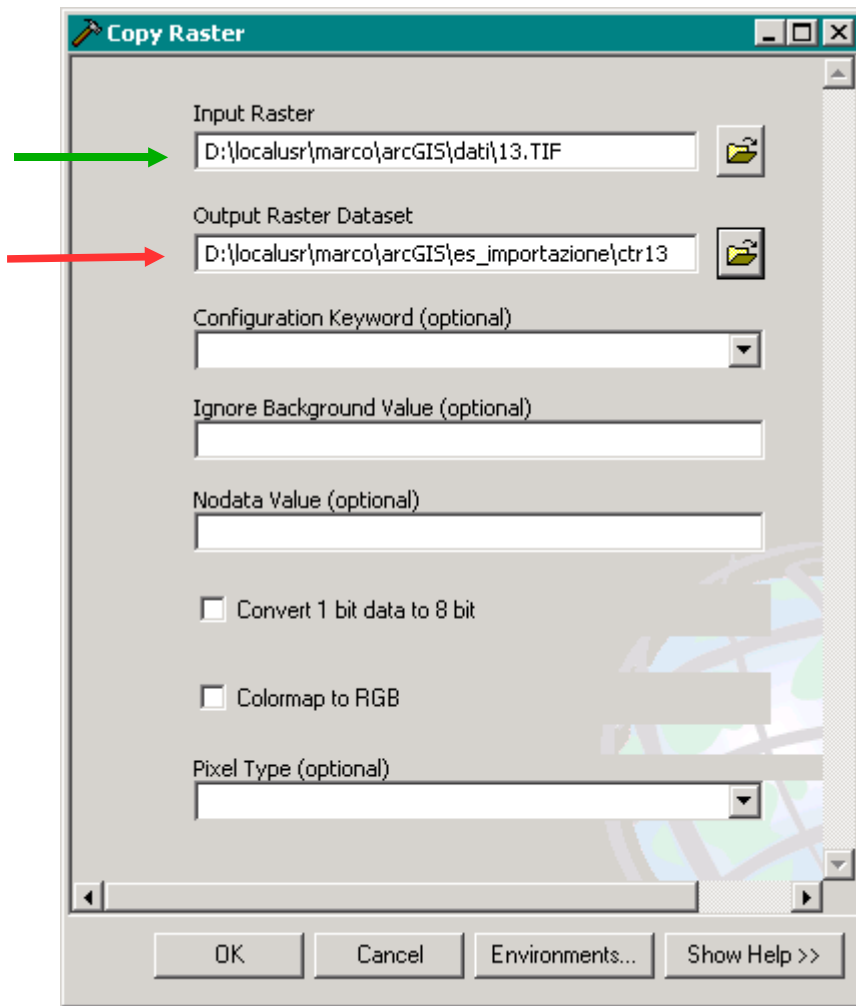 Copy Raster
Input Raster
D:\localusr\marco\arcGIS\dati\13.TIF
Output Raster Dataset
D:\localusr\marco\arcGIS\es_importazione\ctr13
Configuration Keyword (optional)
Ignore Background Value (optional)
Nodata Value (optional)
Convert 1 bit data to 8 bit
Colormap to RGB
Pixel Type (optional)
OK Cancel Environments... Show Help >>